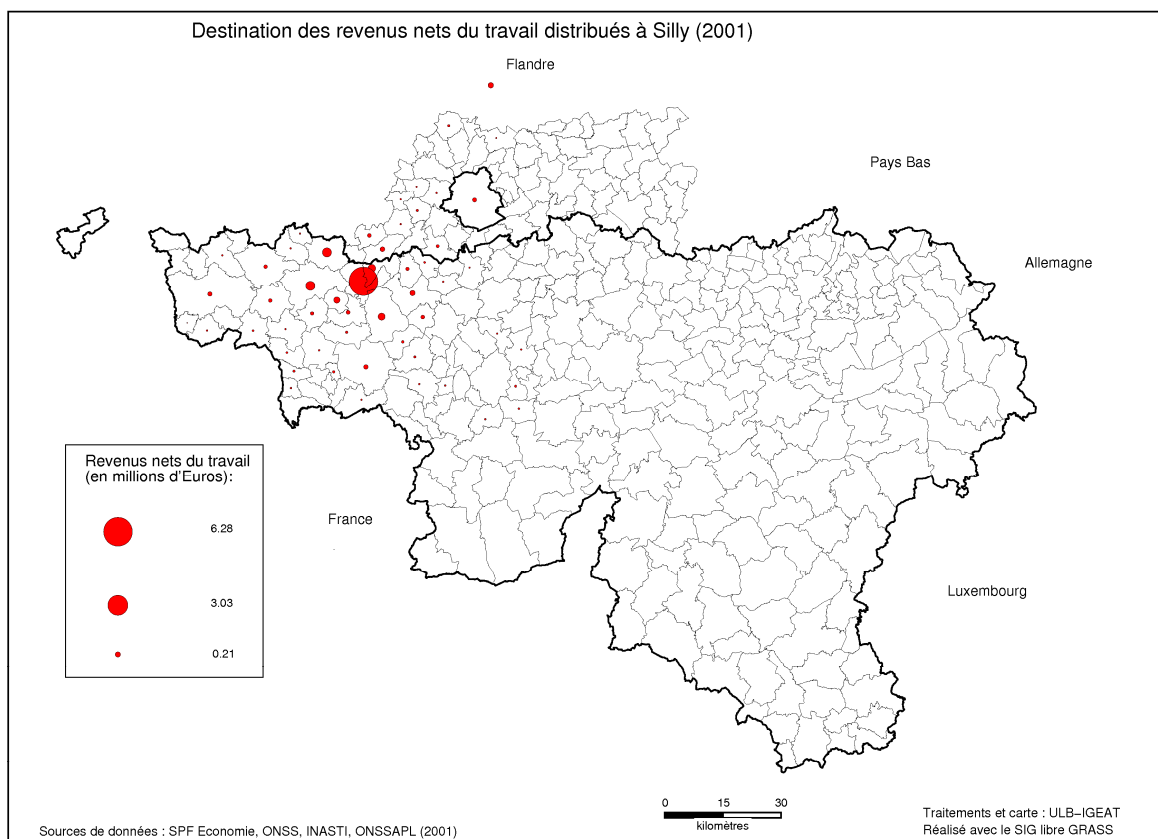 Destination des revenus nets du travail distribués à Silly (2001)
Flandre
Pays Bas
Allemagne
Revenus nets du travail
(en millions d'Euros):
6.28
3.03
0.21
France
Luxembourg
0 15 30
kilomètres
Sources de données : SPF Economie, ONSS, INASTI, ONSSAPL (2001)
Traitements et carte : ULB-IGEAT
Réalisé avec le SIG libre GRASS